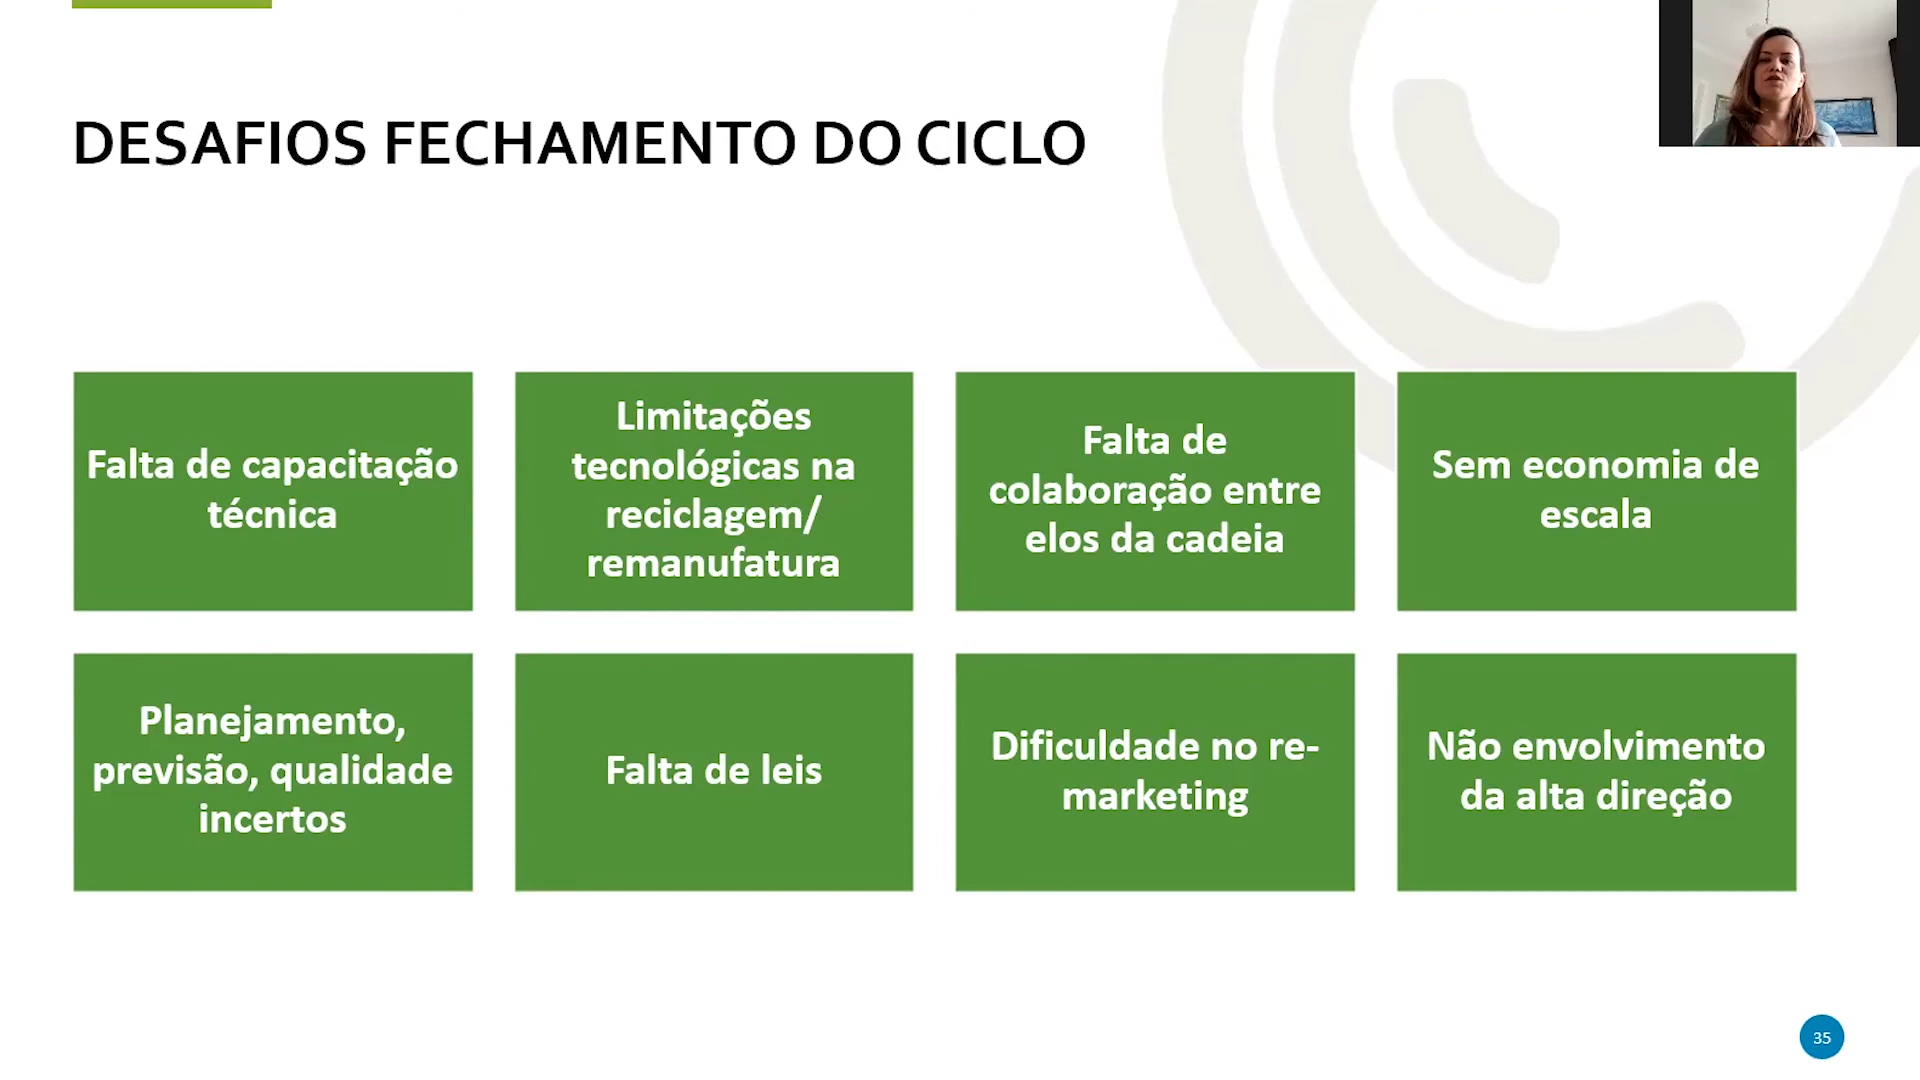 DESAFIOS FECHAMENTO DO CICLO
Falta de capacitação
técnica
Limitações
tecnológicas na
reciclagem/
remanufatura
Falta de
colaboração entre
elos da cadeia
Sem economia de
escala
Planejamento,
previsão, qualidade
incertos
Falta de leis
Dificuldade no re-
marketing
Não envolvimento
da alta direção
35